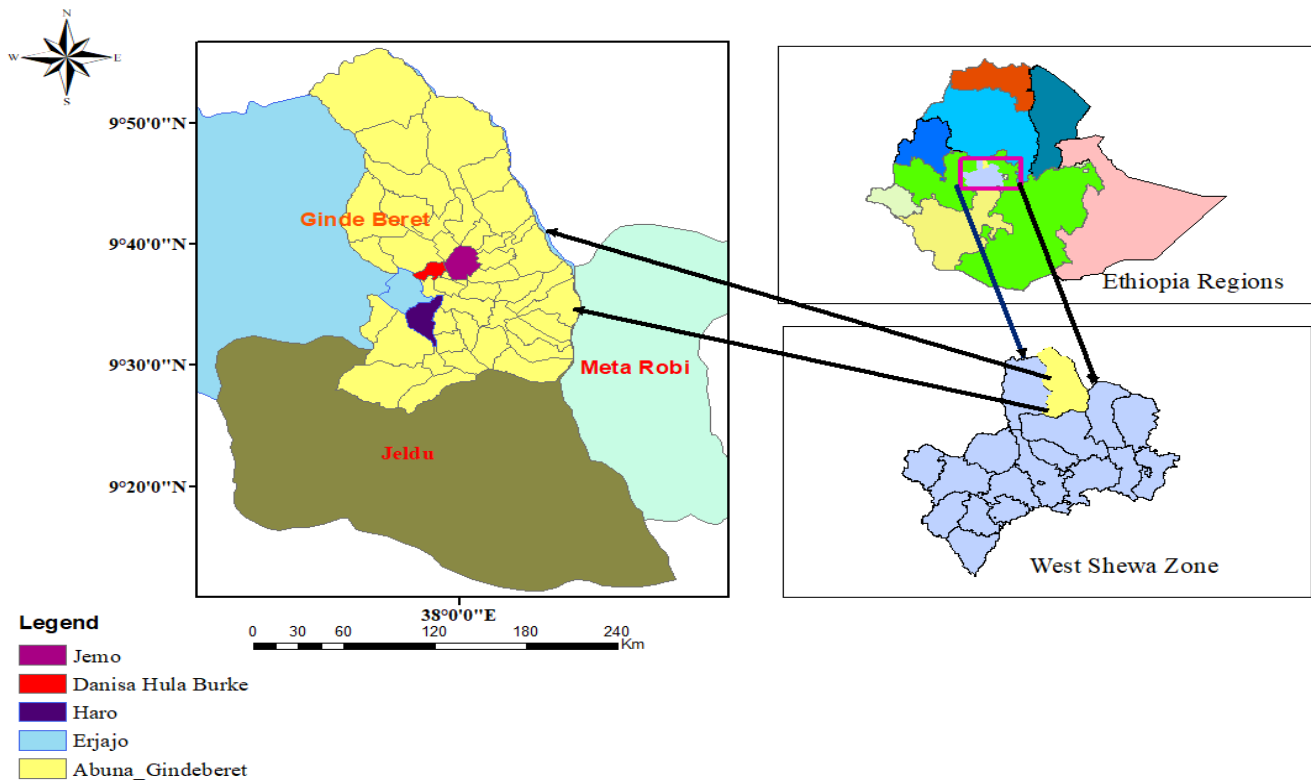 N
W
E
S
9°50'0"N
9°40'0"N
9°30'0"N
9°20'0"N
Ginde Beret
Meta Robi
Jeldu
38°0'0"E
0 30 60 120 180 240
Km
Ethiopia Regions
West Shewa Zone
Legend
Jemo
Danisa Hula Burke
Haro
Erjajo
Abuna_Gindeberet